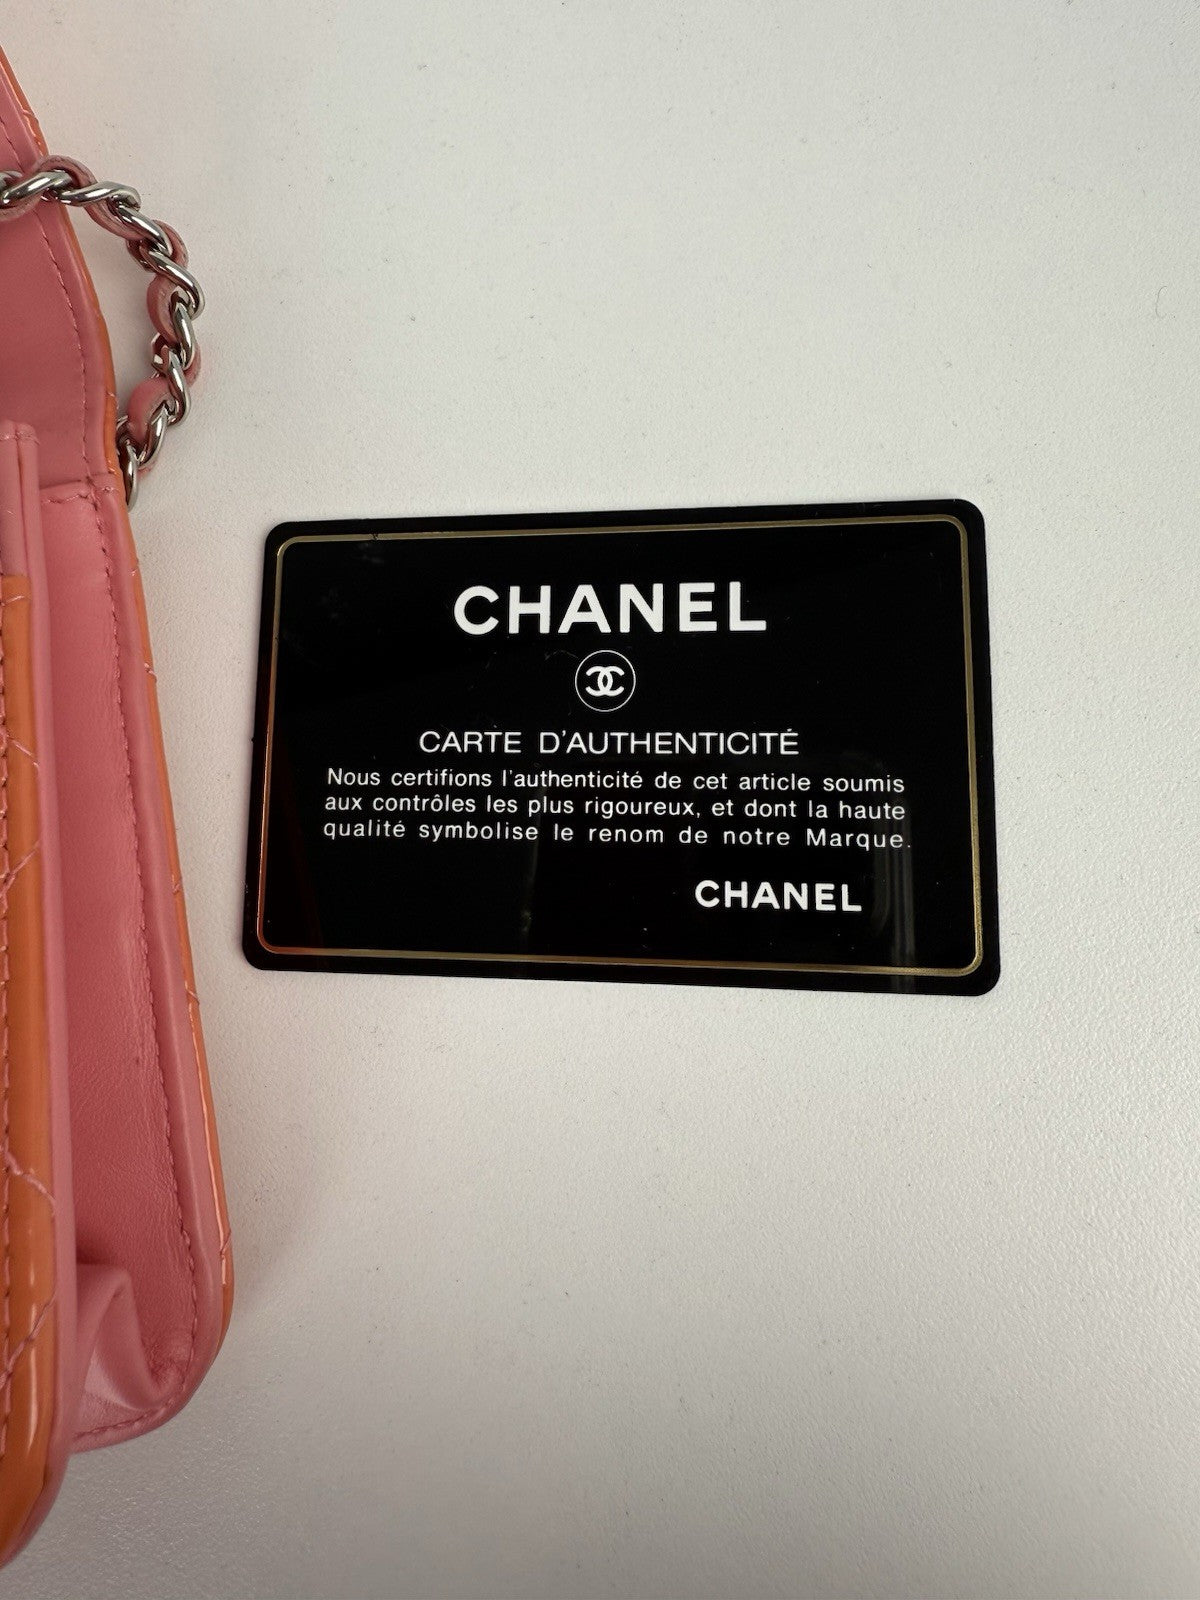 CHANEL
CARTE D'AUTHENTICITÉ
Nous certifions l'authenticité de cet article soumis
aux contrôles les plus rigoureux, et dont la haute
qualité symbolise le renom de notre Marque.
CHANEL